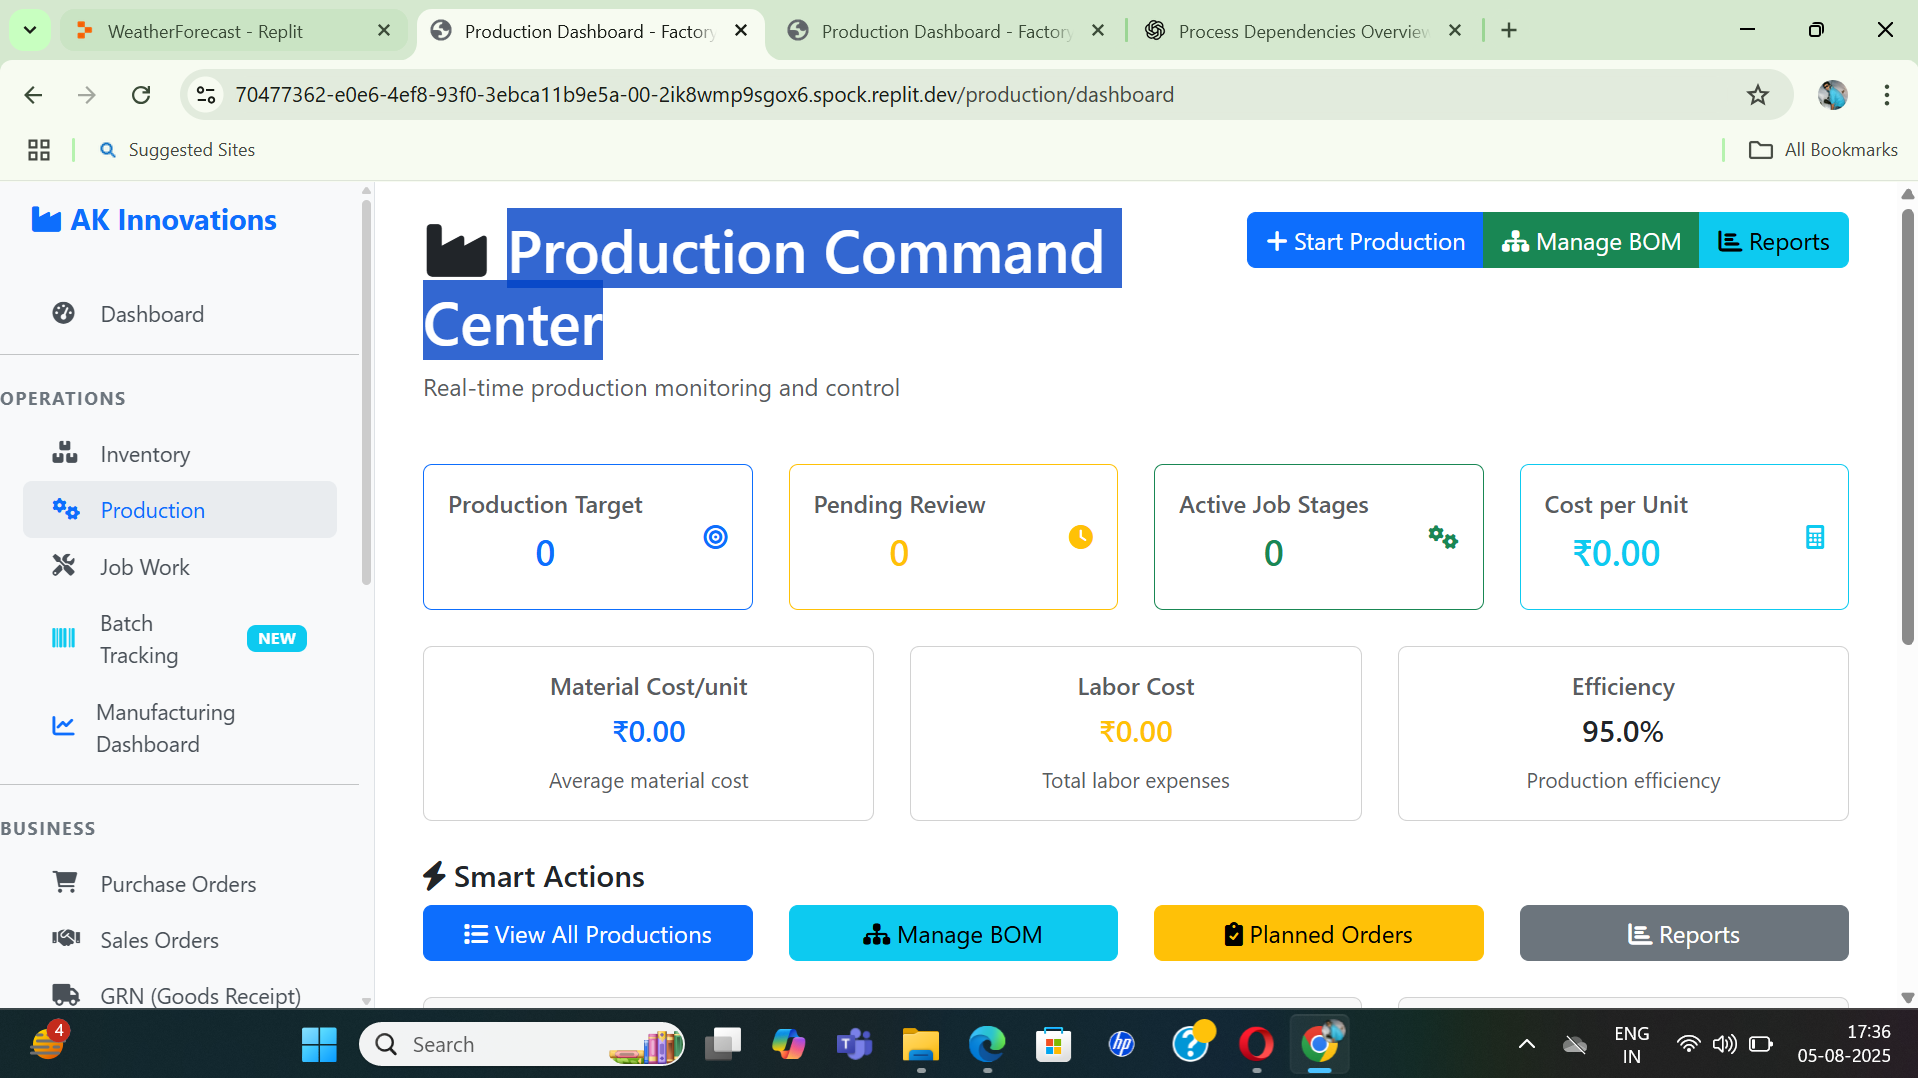 WeatherForecast - Replit
Production Dashboard - Factory
Production Dashboard - Factory
Process Dependencies Overview
70477362-e0e6-4ef8-93f0-3ebca11b9e5a-00-2ik8wmp9sgox6.spock.replit.dev/production/dashboard
Suggested Sites
All Bookmarks
AK Innovations
Dashboard
OPERATIONS
Inventory
Production
Job Work
Batch
Tracking
NEW
Manufacturing
Dashboard
BUSINESS
Purchase Orders
Sales Orders
GRN (Goods Receipt)
Production Command
Center
Real-time production monitoring and control
Start Production
Manage BOM
Reports
Production Target
0
Pending Review
0
Active Job Stages
0
Cost per Unit
₹0.00
Material Cost/unit
₹0.00
Average material cost
Labor Cost
₹0.00
Total labor expenses
Efficiency
95.0%
Production efficiency
Smart Actions
View All Productions
Manage BOM
Planned Orders
Reports
4
Search
ENG
IN
17:36
05-08-2025